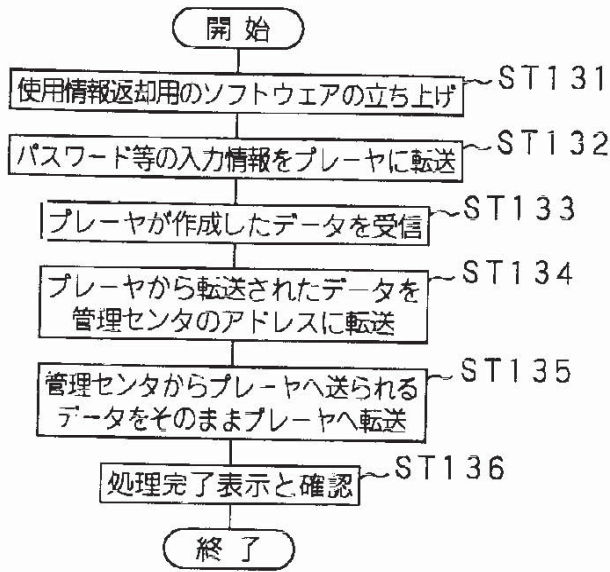 開始
使用情報返却用のソフトウェアの立ち上げ ST131
パスワード等の入力情報をプレーヤに転送 ST132
プレーヤが作成したデータを受信 ST133
プレーヤから転送されたデータを ST134
管理センタのアドレスに転送
管理センタからプレーヤへ送られる ST135
データをそのままプレーヤへ転送
処理完了表示と確認 ST136
終了